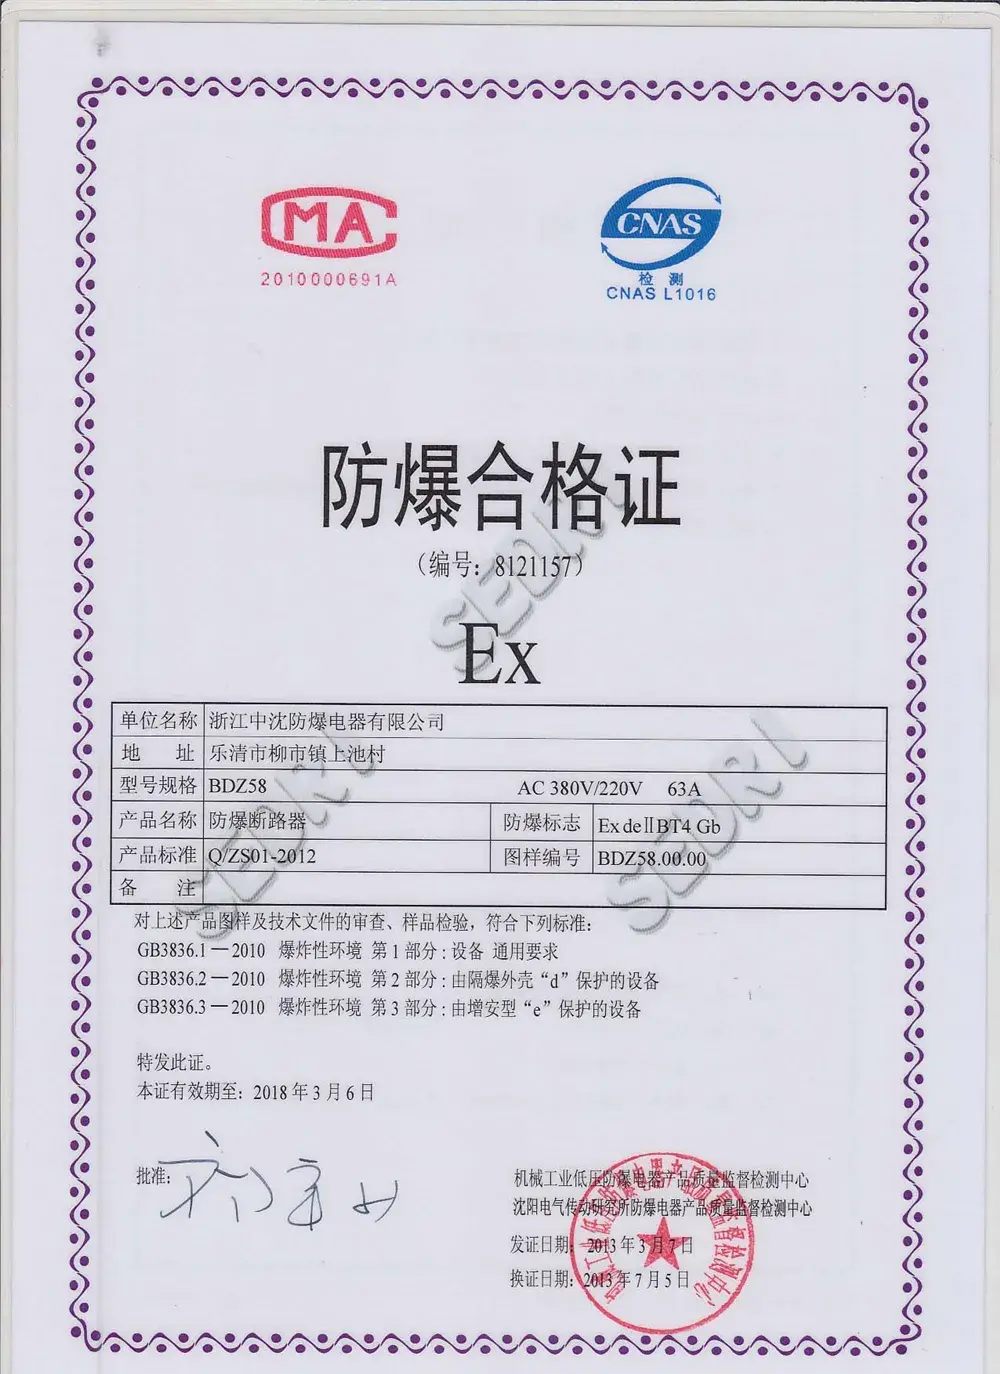 MA
2010000691A
CNAS
检 测
CNAS L1016
防爆合格证
（编号：8121157）
Ex
单位名称 浙江中沈防爆电器有限公司
地 址 乐清市柳市镇上池村
型号规格 BDZ58 AC 380V/220V 63A
产品名称 防爆断路器 防爆标志 Ex deⅡBT4 Gb
产品标准 Q/ZS01-2012 图样编号 BDZ58.00.00
备 注
对上述产品图样及技术文件的审查、样品检验，符合下列标准：
GB3836.1－2010 爆炸性环境 第1部分：设备 通用要求
GB3836.2－2010 爆炸性环境 第2部分：由隔爆外壳“d”保护的设备
GB3836.3－2010 爆炸性环境 第3部分：由增安型“e”保护的设备
特发此证。
本证有效期至：2018年3月6日
批准：
机械工业低压防爆电器产品质量监督检测中心
沈阳电气传动研究所防爆电器产品质量监督检测中心
发证日期：2013年3月7日
换证日期：2013年7月5日
SEDRI
SEDRI
SEDRI